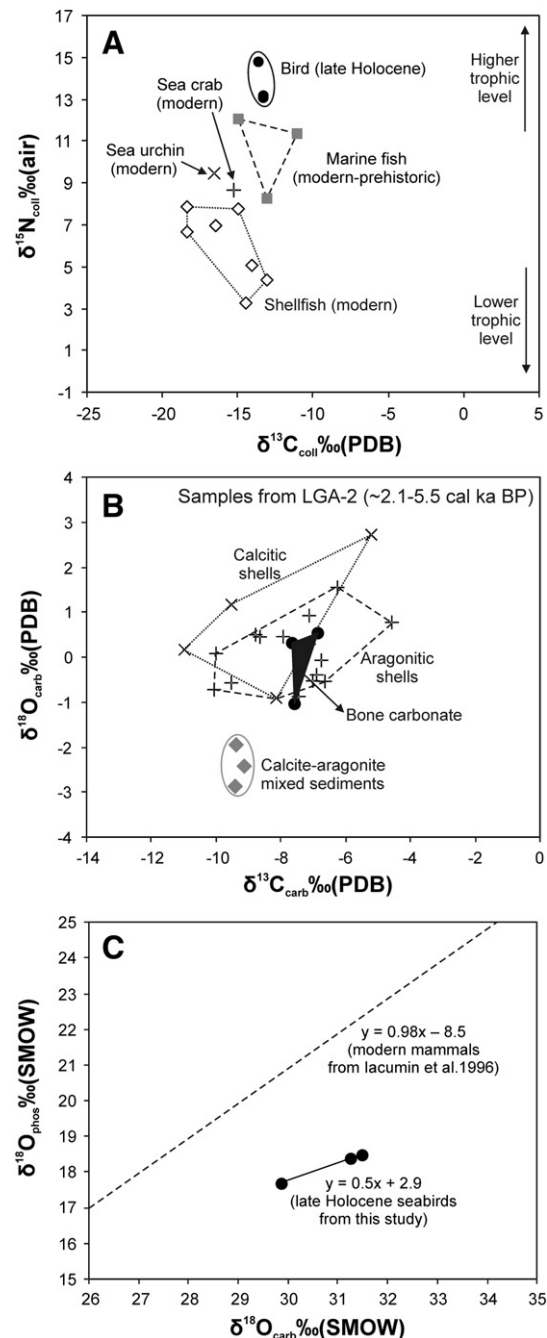 A
17
15
13
11
9
7
5
3
1
-1
δ15Ncoll‰(air)
Bird (late Holocene)
Sea crab
(modern)
Sea urchin
(modern)
Marine fish
(modern-prehistoric)
Shellfish (modern)
Higher
trophic
level
Lower
trophic
level
-25 -20 -15 -10 -5 0 5
δ13Ccoll‰(PDB)
B
Samples from LGA-2 (~2.1-5.5 cal ka BP)
4
3
2
1
0
-1
-2
-3
-4
δ18Ocarb‰(PDB)
Calcitic
shells
Aragonitic
shells
Bone carbonate
Calcite-aragonite
mixed sediments
-14 -12 -10 -8 -6 -4 -2 0
δ13Ccarb‰(PDB)
C
25
24
23
22
21
20
19
18
17
16
15
δ18Ophos‰(SMOW)
y = 0.98x – 8.5
(modern mammals
from Iacumin et al.1996)
y = 0.5x + 2.9
(late Holocene seabirds
from this study)
26 27 28 29 30 31 32 33 34 35
δ18Ocarb‰(SMOW)